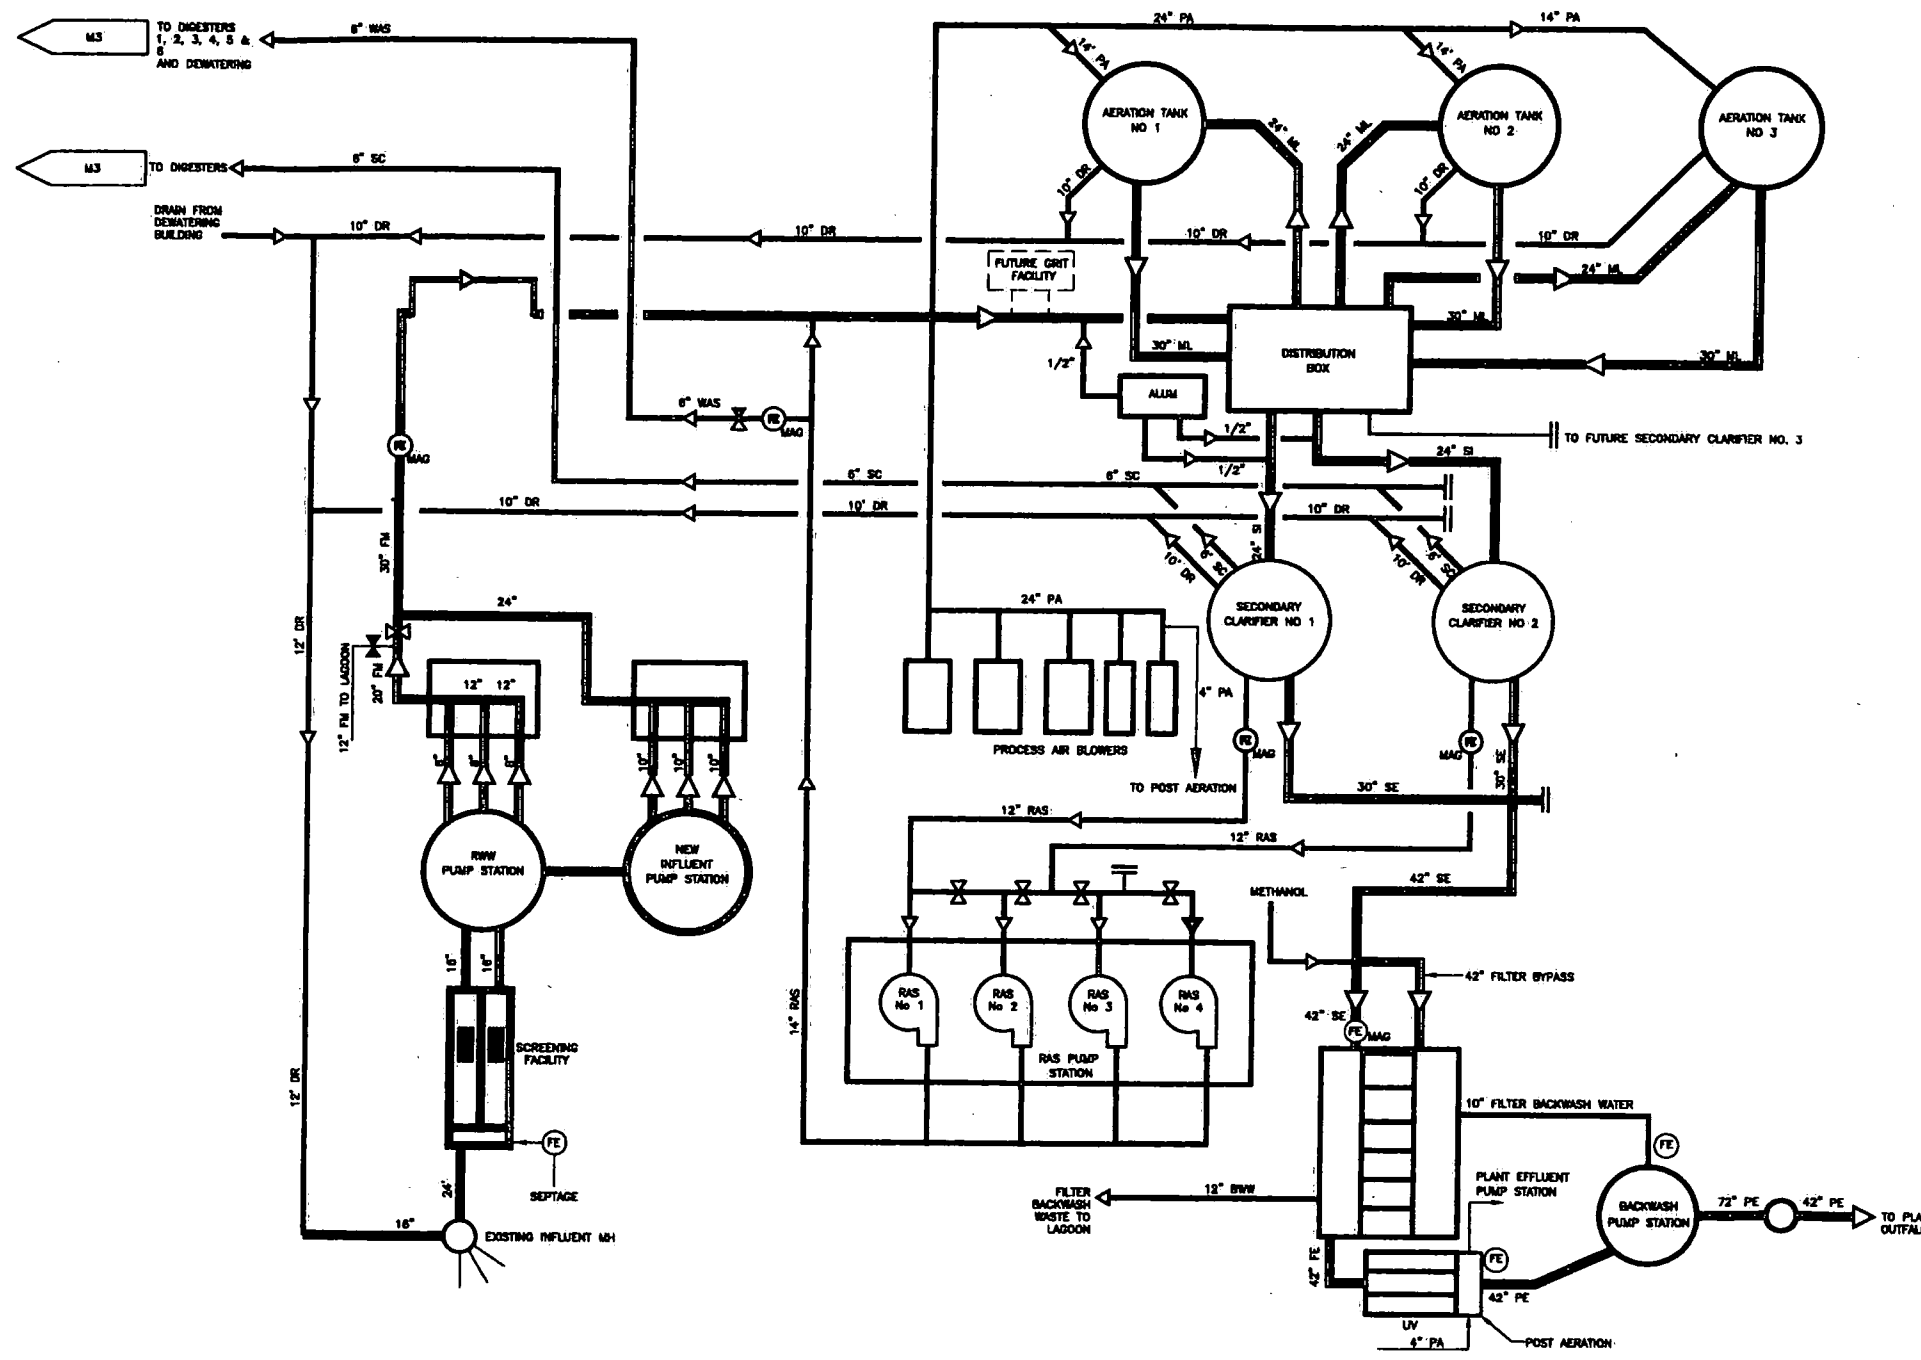 M3
TO DIGESTERS
1, 2, 3, 4, 5 &
6
AND DEWATERING
6" WAS
24" PA
14" PA
14" PA
14" PA
AERATION TANK
NO 1
AERATION TANK
NO 2
AERATION TANK
NO 3
24" ML
24" ML
M3
TO DIGESTERS
6" SC
10" DR
10" DR
DRAIN FROM
DEWATERING
BUILDING
10" DR
10" DR
10" DR
10" DR
FUTURE GRIT
FACILITY
24" ML
30" ML
30" ML
30" ML
DISTRIBUTION
BOX
1/2"
ALUM
6" WAS
FE
MAG
FE
MAG
1/2"
1/2"
TO FUTURE SECONDARY CLARIFIER NO. 3
24" SI
6" SC
6" SC
10" DR
10' DR
10" DR
24" SI
10' DR
6" SC
10' DR
6" SC
30" FM
24"
24" PA
SECONDARY
CLARIFIER NO 1
SECONDARY
CLARIFIER NO 2
12' DR
12" FM TO LAGOON
20" FM
12"
12"
4" PA
PROCESS AIR BLOWERS
TO POST AERATION
FE
MAG
FE
MAG
8"
8"
8"
10"
10"
10"
30" SE
30" SE
12" RAS
12" RAS
RWW
PUMP STATION
NEW
INFLUENT
PUMP STATION
METHANOL
42" SE
42" FILTER BYPASS
16"
16"
RAS
No 1
RAS
No 2
RAS
No 3
RAS
No 4
RAS PUMP
STATION
14" RAS
42" SE
FE
MAG
SCREENING
FACILITY
12' DR
10" FILTER BACKWASH WATER
FE
FE
SEPTAGE
24'
16"
EXISTING INFLUENT MH
FILTER
BACKWASH
WASTE TO
LAGOON
12" BWW
PLANT EFFLUENT
PUMP STATION
BACKWASH
PUMP STATION
72" PE
42" PE
TO PLA
OUTFAL
42" FE
FE
42" PE
UV
4" PA
POST AERATION